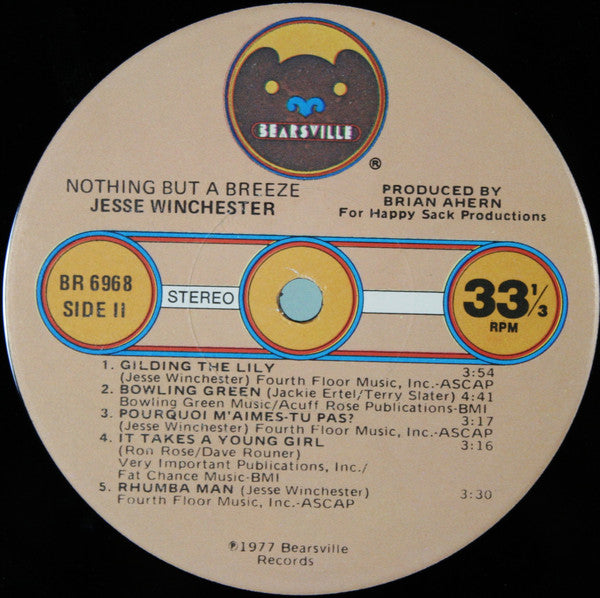 BEARSVILLE
®
NOTHING BUT A BREEZE
JESSE WINCHESTER
PRODUCED BY
BRIAN AHERN
For Happy Sack Productions
BR 6968
SIDE II
STEREO
33 1/3
RPM
1. GILDING THE LILY 3:54
(Jesse Winchester) Fourth Floor Music, Inc.-ASCAP
2. BOWLING GREEN (Jackie Ertel/Terry Slater) 4:41
Bowling Green Music/Acuff Rose Publications-BMI
3. POURQUOI M'AIMES-TU PAS? 3:17
(Jesse Winchester) Fourth Floor Music, Inc.-ASCAP
4. IT TAKES A YOUNG GIRL 3:16
(Ron Rose/Dave Rouner)
Very Important Publications, Inc./
Fat Chance Music-BMI
5. RHUMBA MAN (Jesse Winchester) 3:30
Fourth Floor Music, Inc.-ASCAP
℗1977 Bearsville
Records